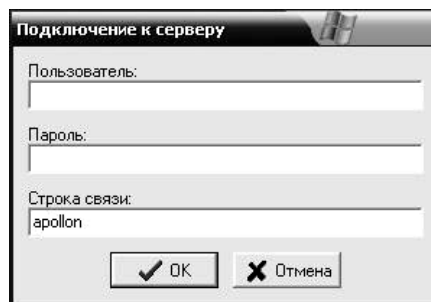 Подключение к серверу
Пользователь:
Пароль:
Строка связи:
apollon
OK
Отмена